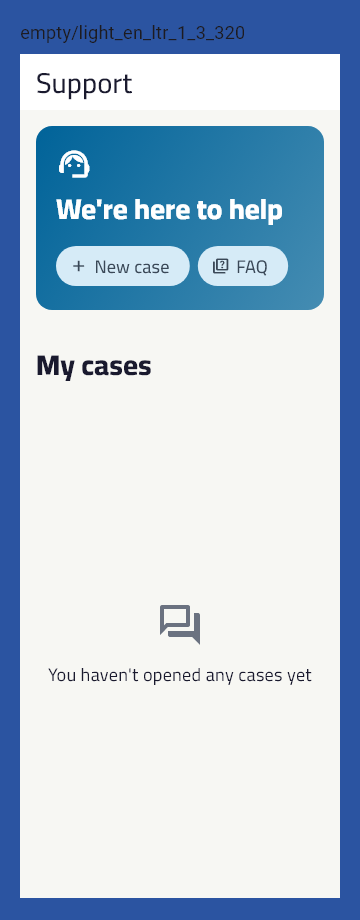 empty/light_en_ltr_1_3_320
Support
We're here to help
+ New case
FAQ
My cases
You haven't opened any cases yet